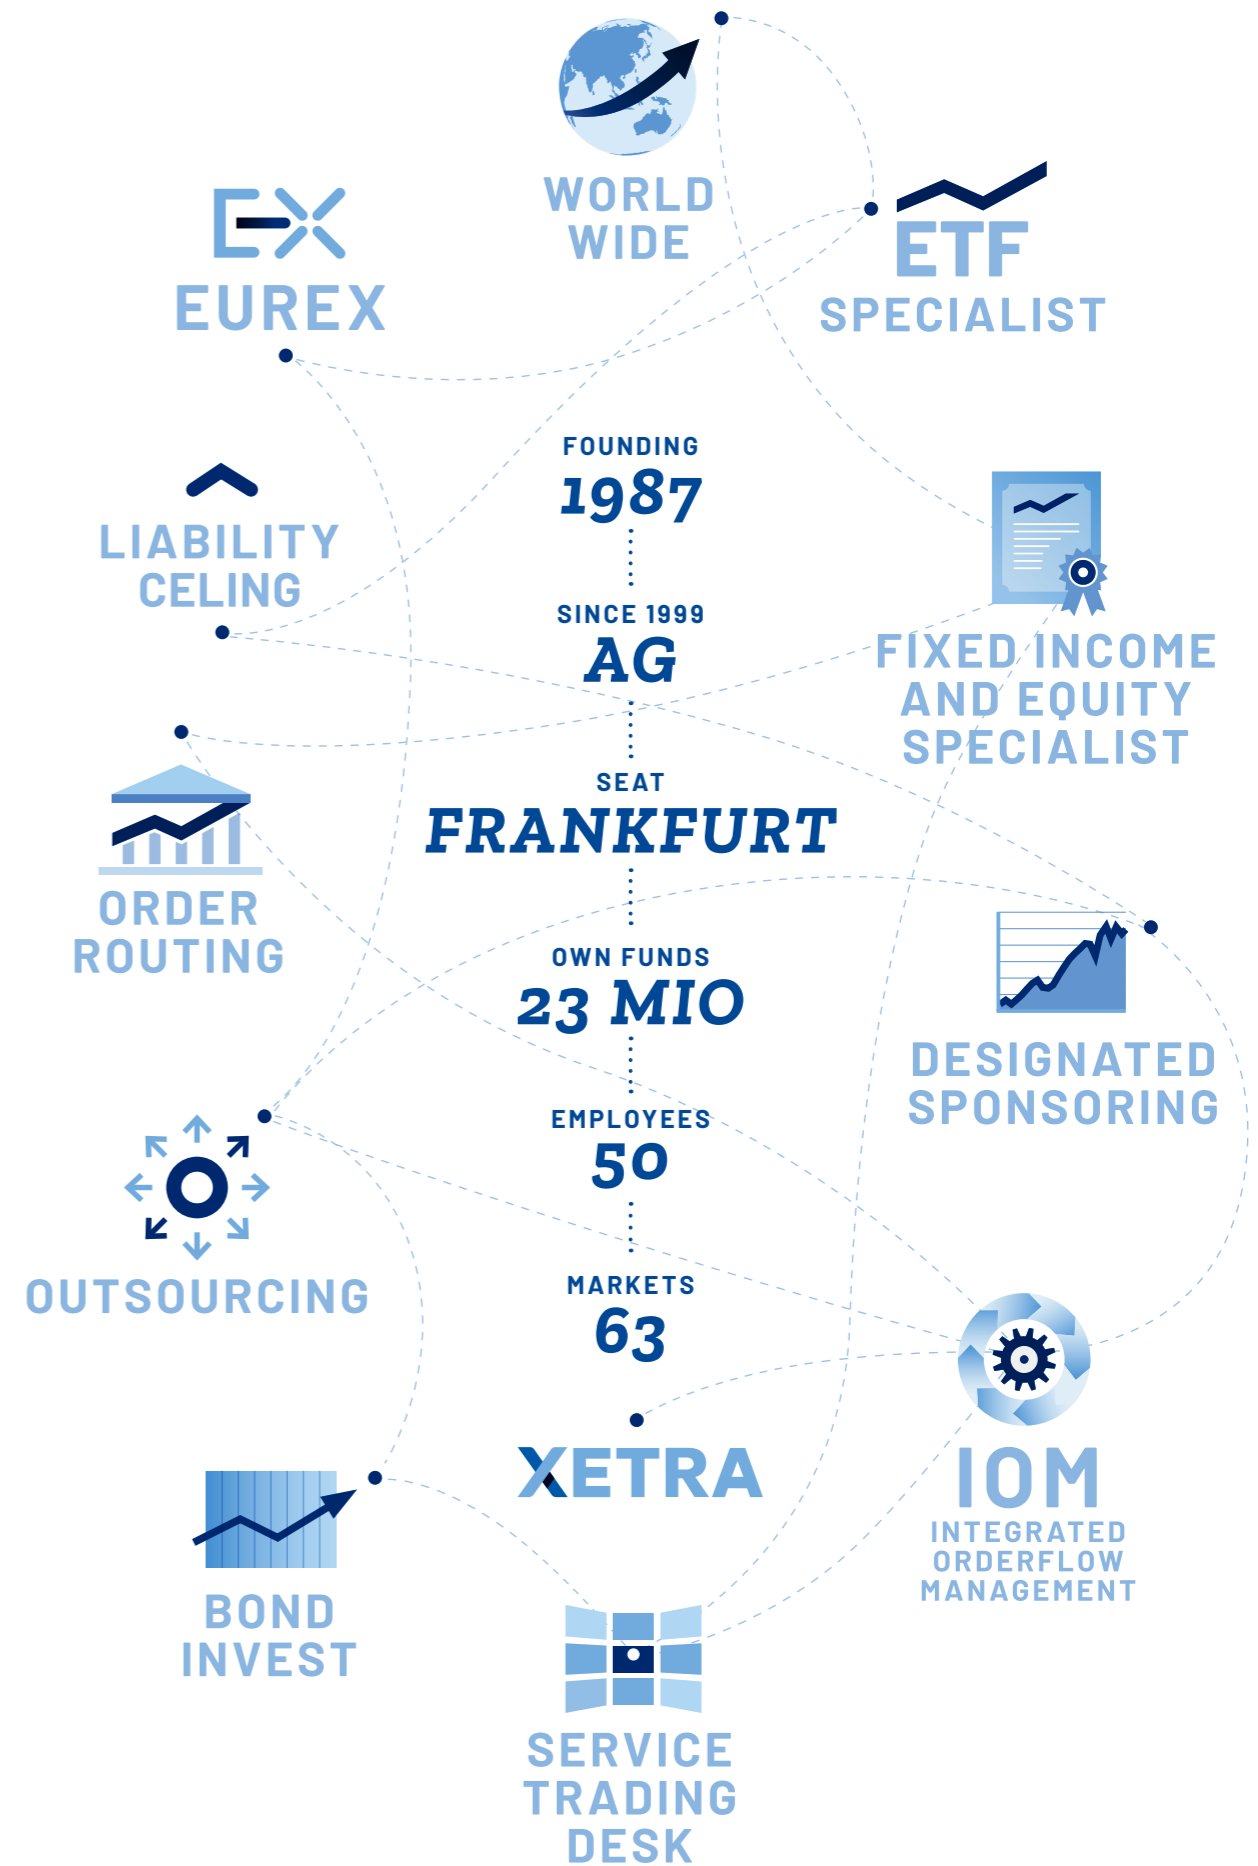 WORLD
WIDE
EUREX
ETF
SPECIALIST
FOUNDING
1987
LIABILITY
CELING
SINCE 1999
AG
FIXED INCOME
AND EQUITY
SPECIALIST
SEAT
FRANKFURT
ORDER
ROUTING
OWN FUNDS
23 MIO
DESIGNATED
SPONSORING
EMPLOYEES
50
OUTSOURCING
MARKETS
63
XETRA
IOM
INTEGRATED
ORDERFLOW
MANAGEMENT
BOND
INVEST
SERVICE
TRADING
DESK